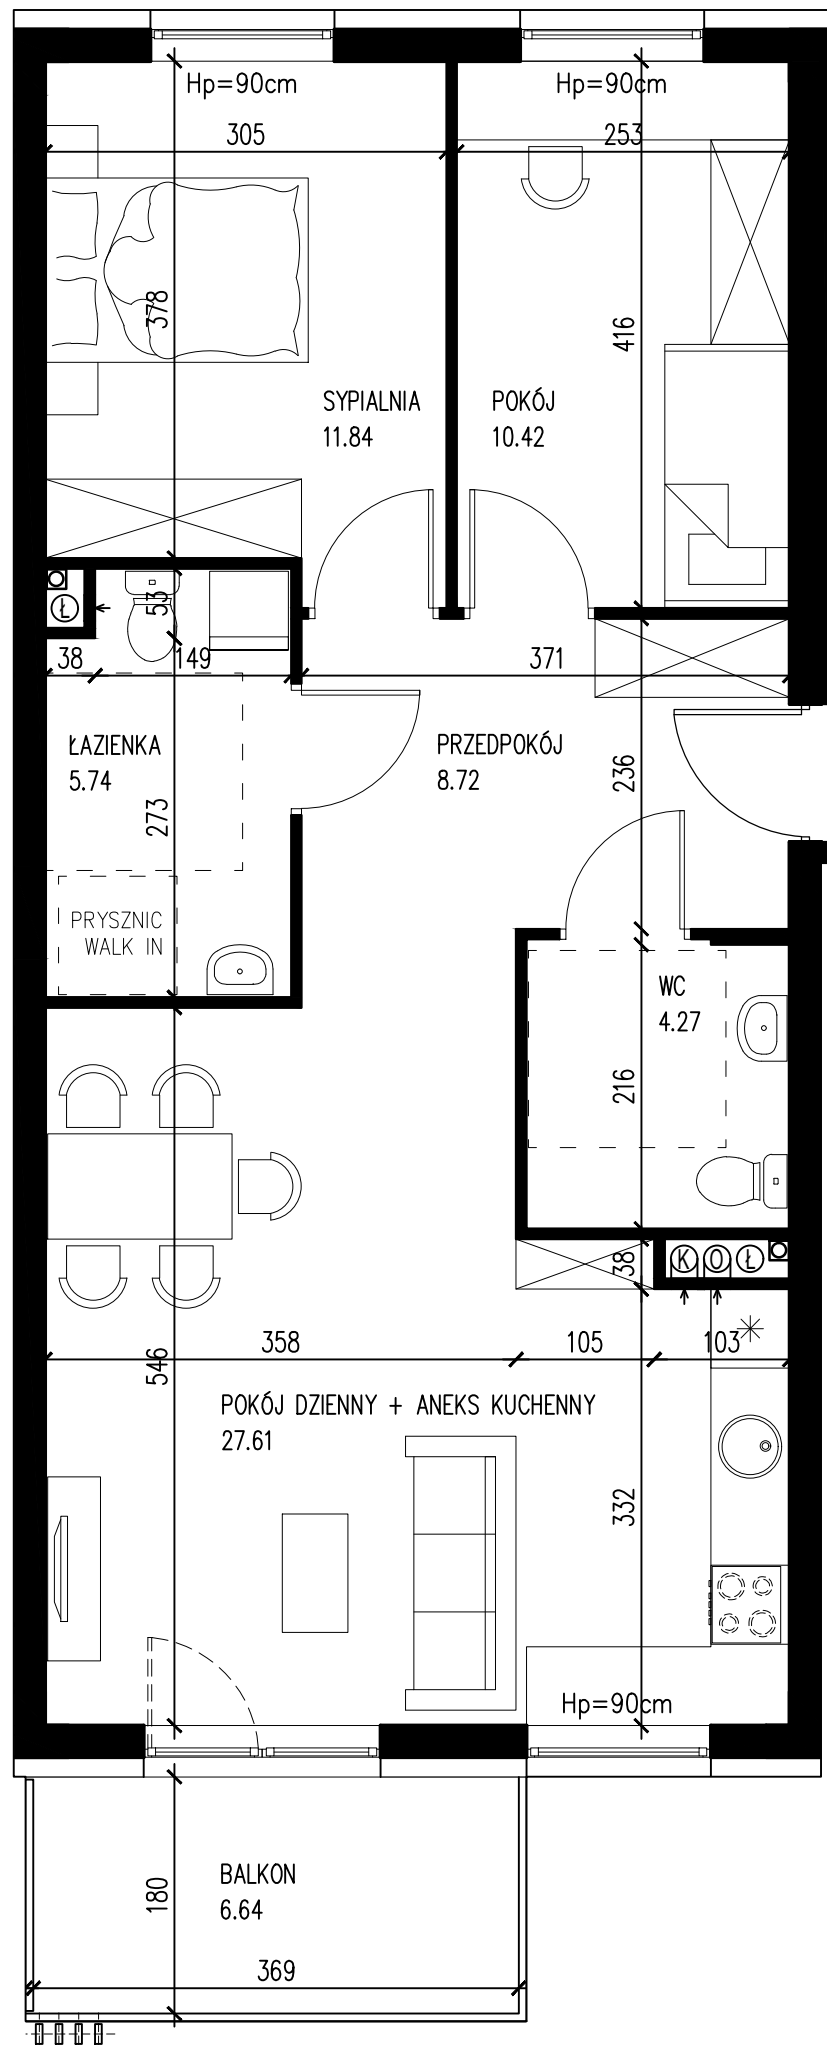 Hp=90cm
Hp=90cm
305
253
378
416
SYPIALNIA
11.84
POKÓJ
10.42
53
Ł
38
149
371
ŁAZIENKA
5.74
PRZEDPOKÓJ
8.72
236
273
PRYSZNIC
WALK IN
WC
4.27
216
38
K O Ł
358
105
103
546
POKÓJ DZIENNY + ANEKS KUCHENNY
27.61
332
Hp=90cm
BALKON
6.64
180
369